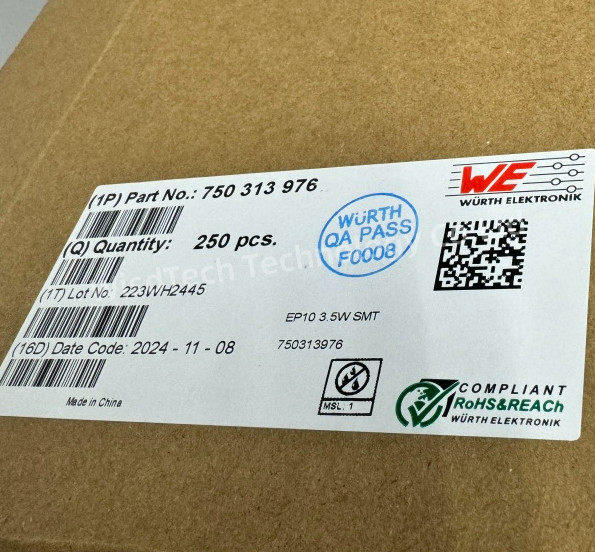 (1P) Part No.: 750 313 976
(Q) Quantity: 250 pcs.
(1T) Lot No: 223WH2445
(16D) Date Code: 2024 - 11 - 08
Made in China
WE
WÜRTH ELEKTRONIK
WÜRTH
QA PASS
F0008
EP10 3.5W SMT
750313976
MSL. 1
COMPLIANT
RoHS&REACh
WÜRTH ELEKTRONIK